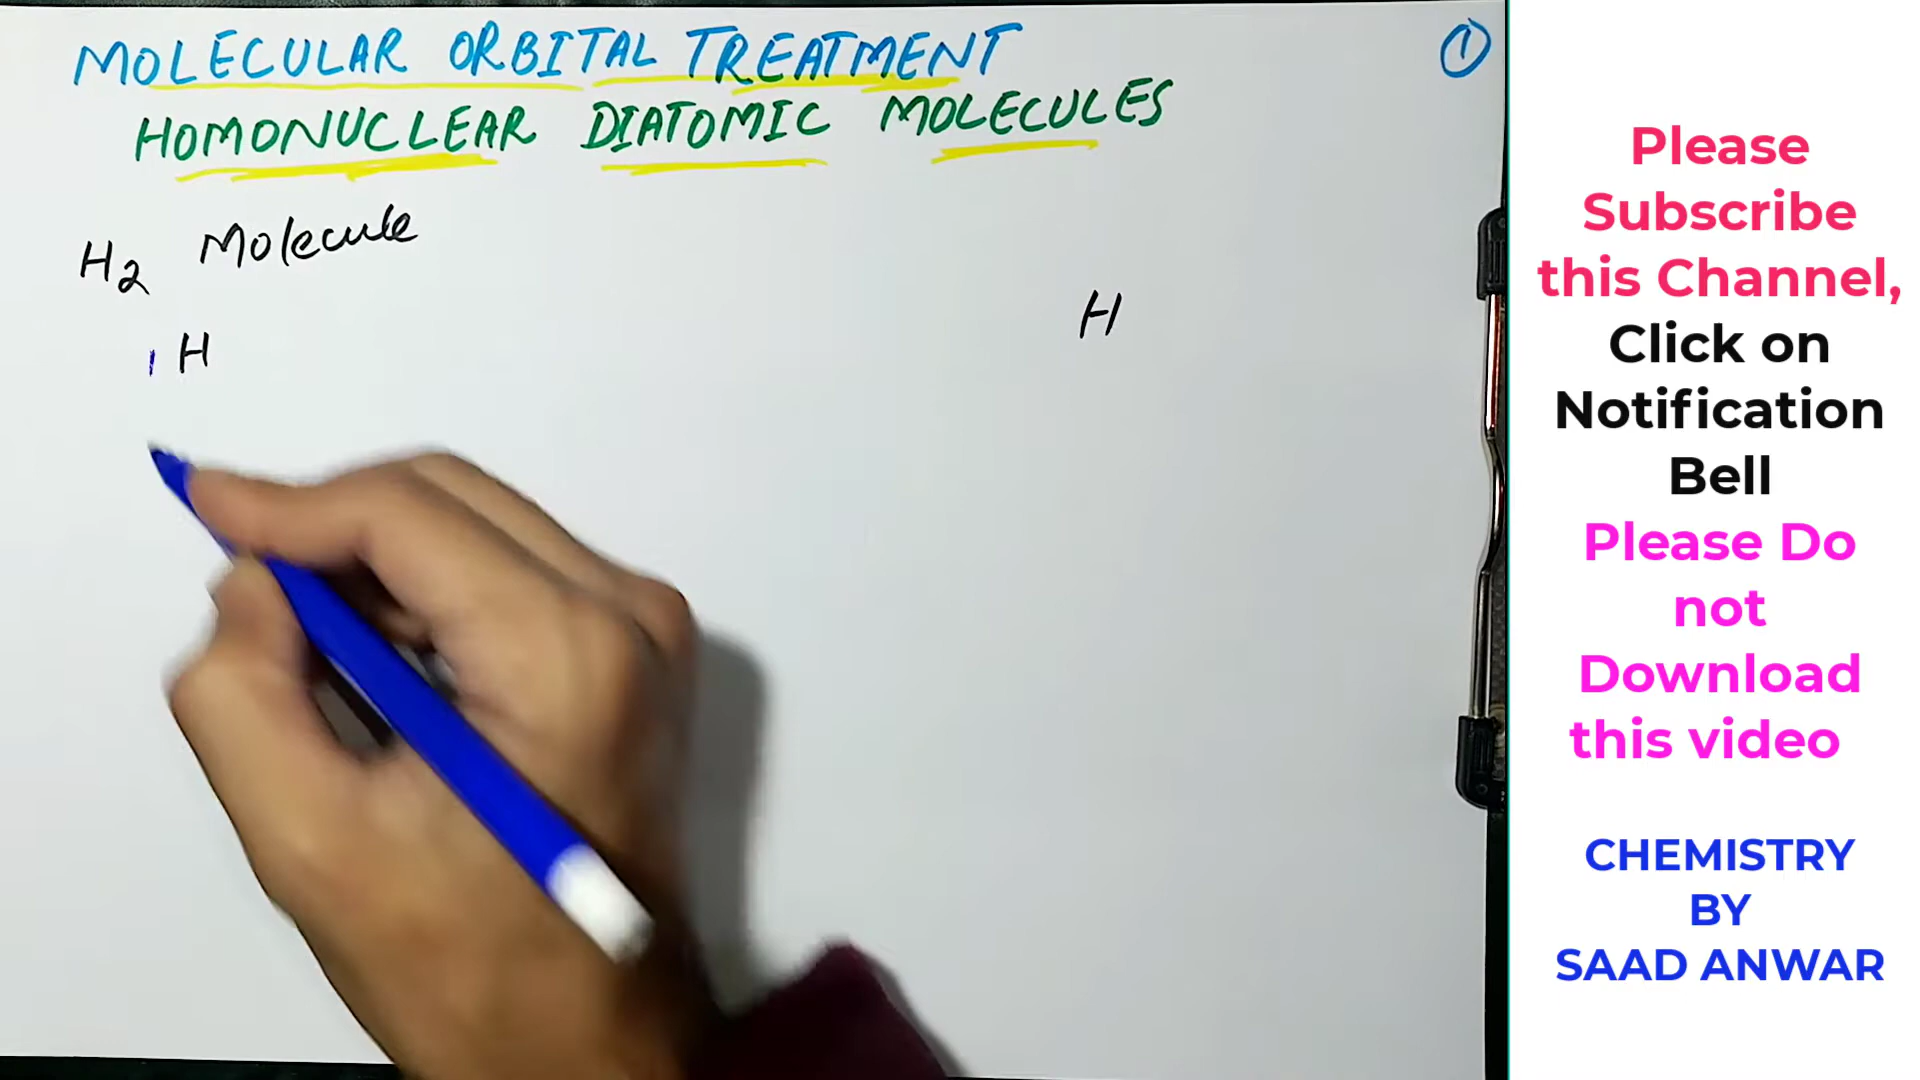 MOLECULAR ORBITAL TREATMENT
①
HOMONUCLEAR DIATOMIC MOLECULES
H₂ Molecule
₁H
H
Please
Subscribe
this Channel,
Click on
Notification
Bell
Please Do
not
Download
this video
CHEMISTRY
BY
SAAD ANWAR